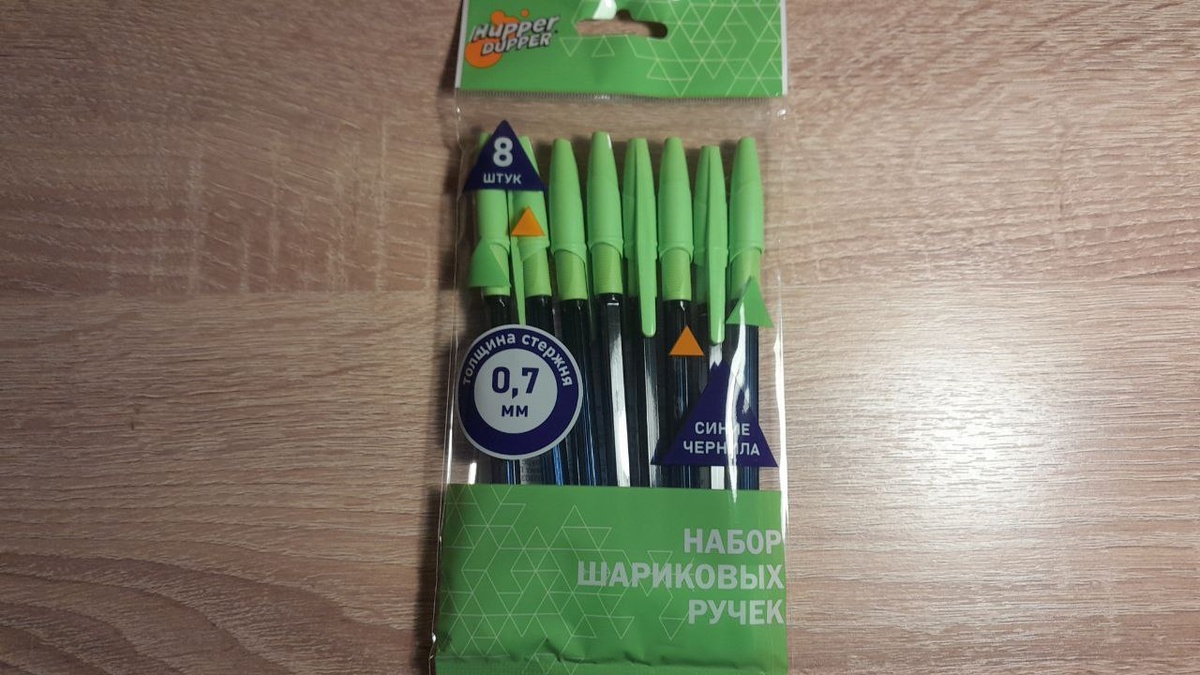 Hupper
DUPPER
8
ШТУК
толщина стержня
0,7
мм
СИНИЕ
ЧЕРНИЛА
НАБОР
ШАРИКОВЫХ
РУЧЕК